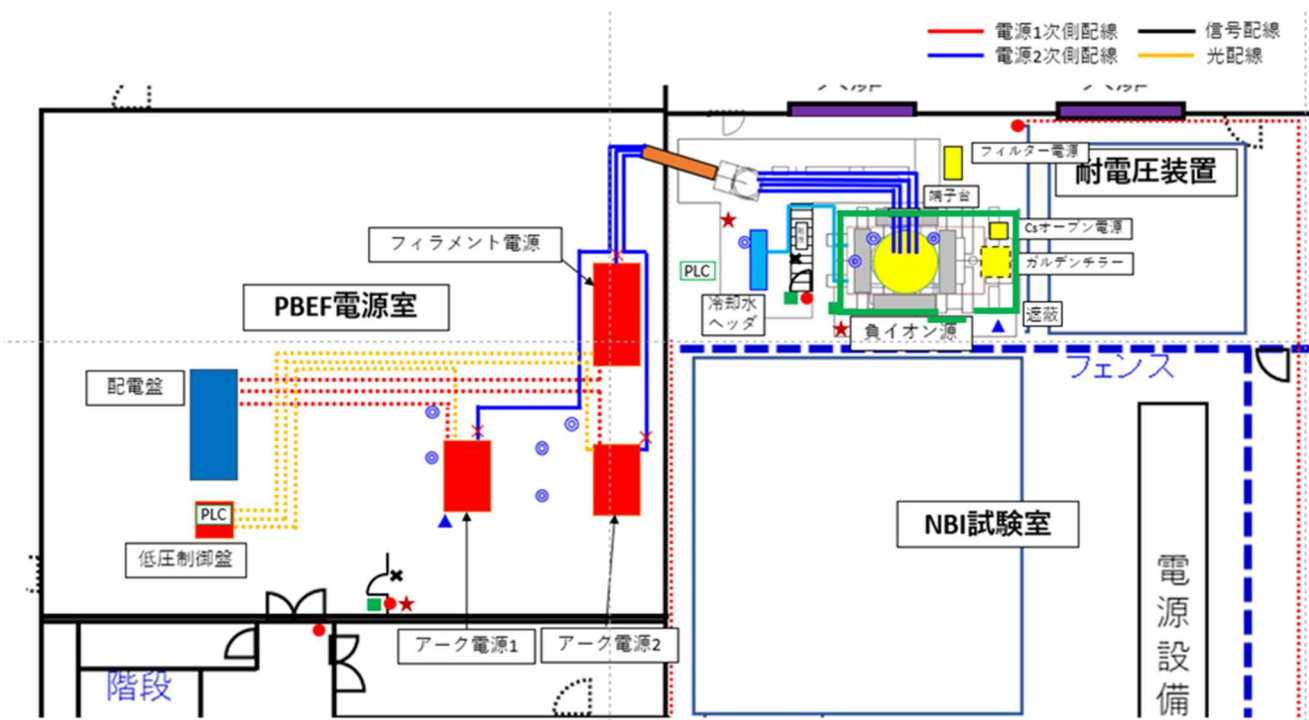 電源1次側配線
信号配線
電源2次側配線
光配線
フィルター電源
耐電圧装置
端子台
Csオーブン電源
ガルデンチラー
フィラメント電源
PLC
PBEF電源室
冷却水
ヘッダ
遮蔽
負イオン源
フェンス
配電盤
PLC
NBI試験室
低圧制御盤
電源設備
アーク電源1
アーク電源2
階段